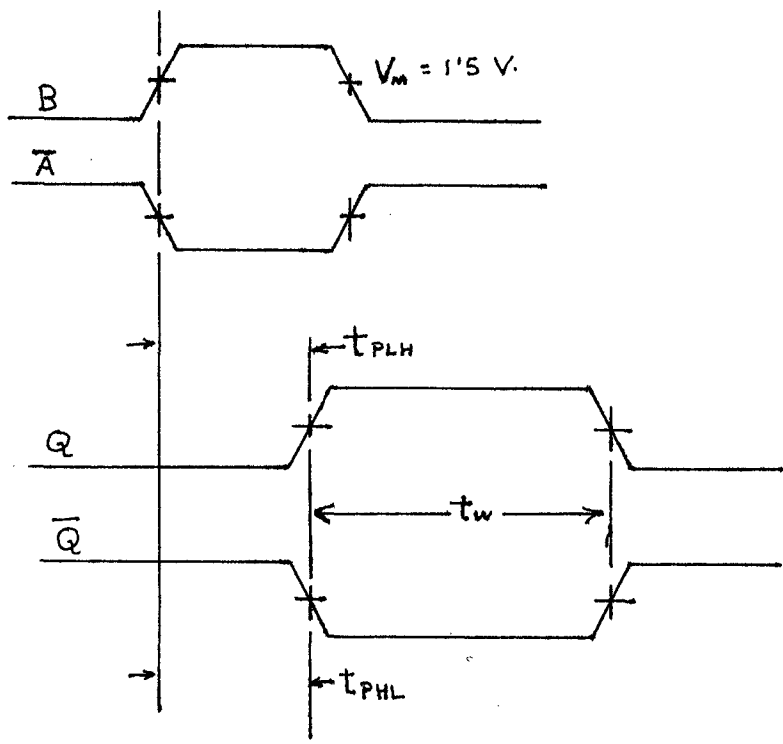 B
V_M = 1'5 V.
A̅
t_PLH
Q
t_w
Q̅
t_PHL